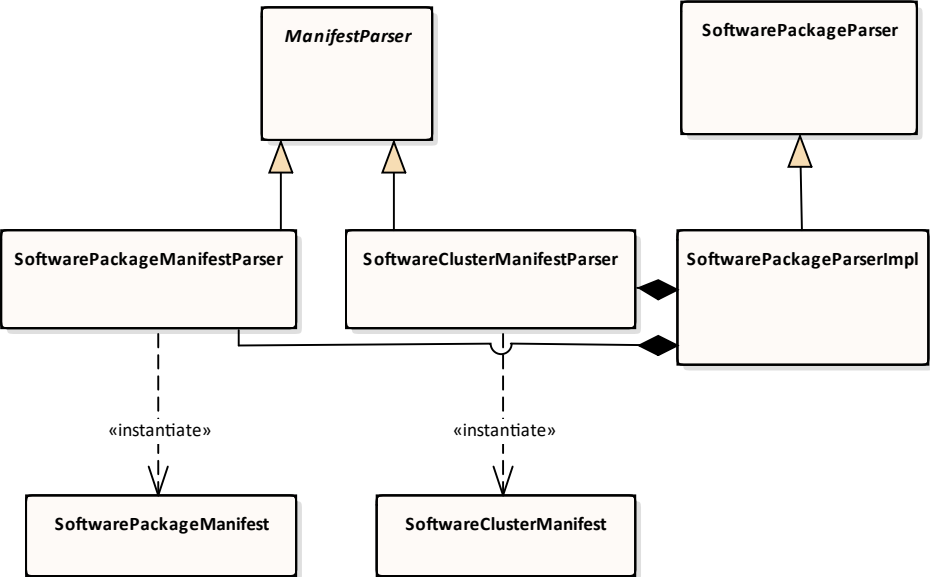 ManifestParser
SoftwarePackageParser
SoftwarePackageManifestParser
SoftwareClusterManifestParser
SoftwarePackageParserImpl
«instantiate»
«instantiate»
SoftwarePackageManifest
SoftwareClusterManifest